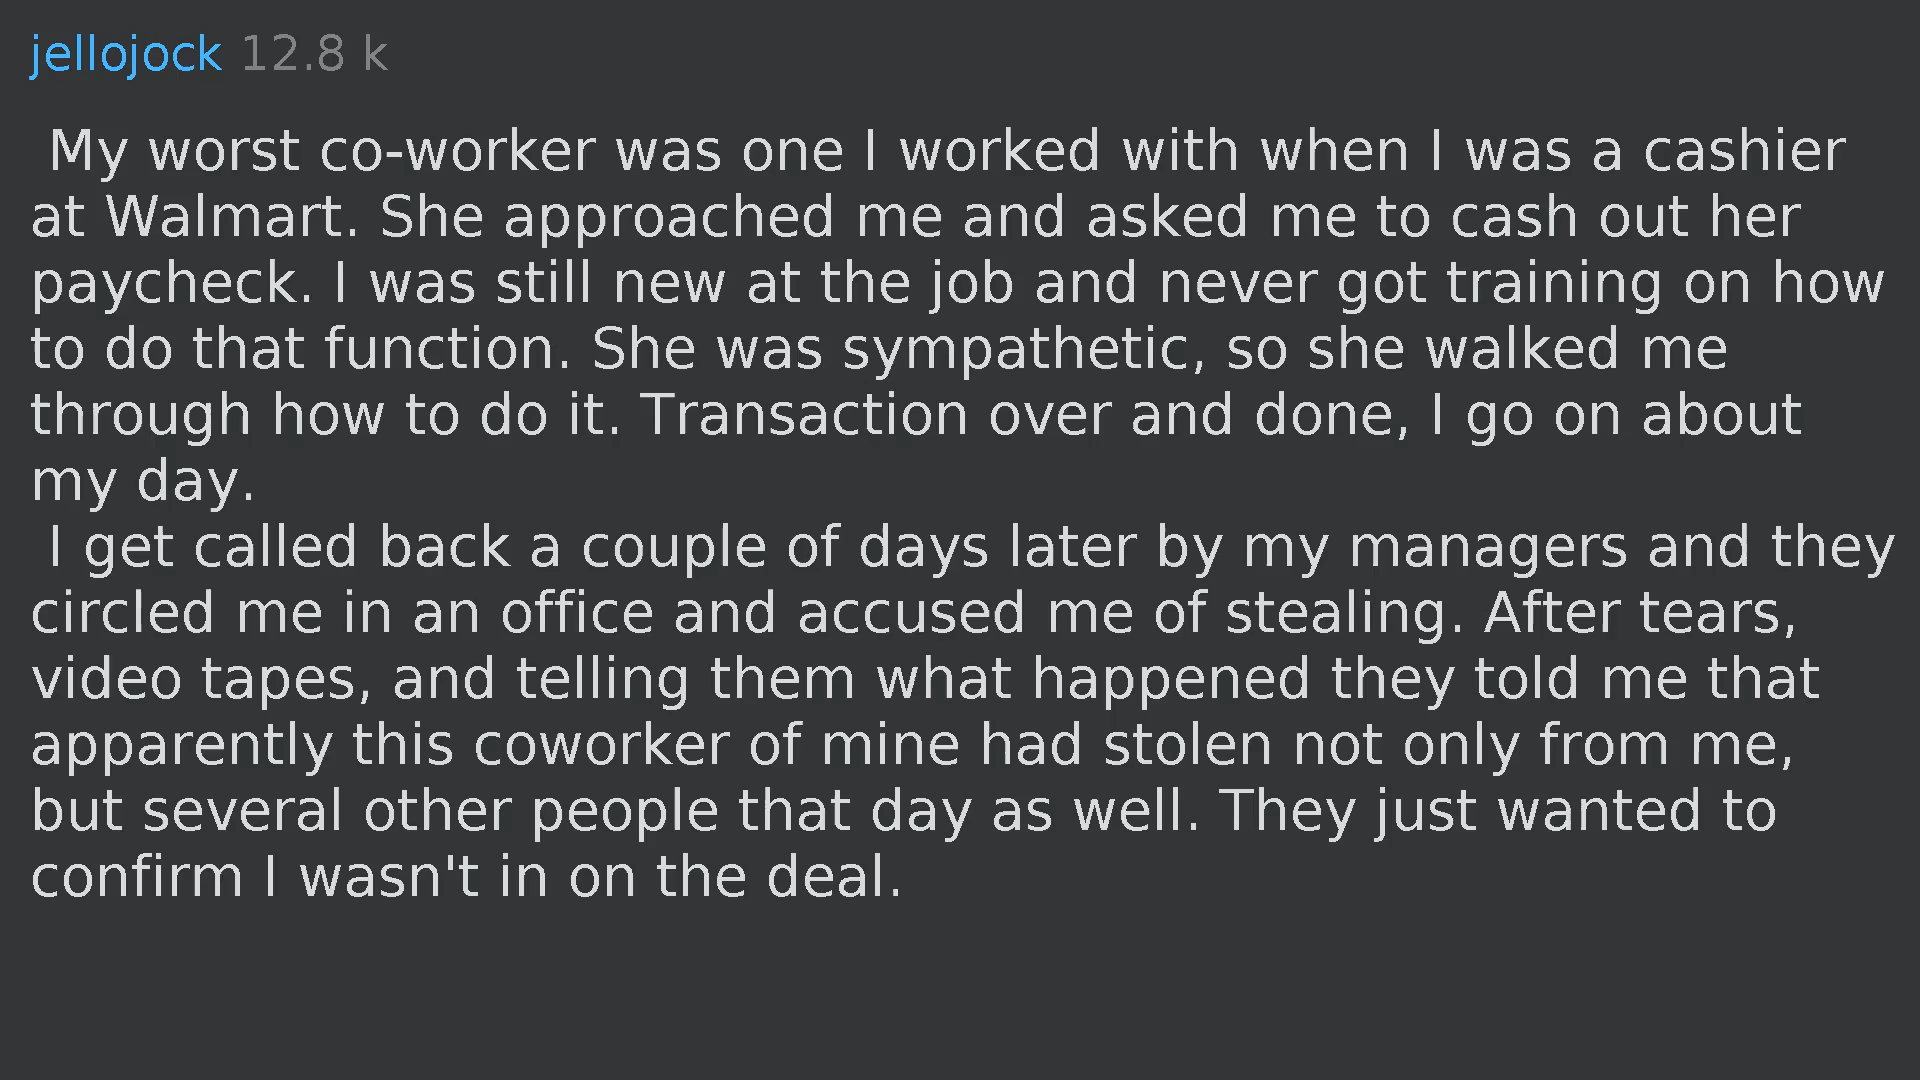 jellojock 12.8 k
My worst co-worker was one I worked with when I was a cashier
at Walmart. She approached me and asked me to cash out her
paycheck. I was still new at the job and never got training on how
to do that function. She was sympathetic, so she walked me
through how to do it. Transaction over and done, I go on about
my day.
I get called back a couple of days later by my managers and they
circled me in an office and accused me of stealing. After tears,
video tapes, and telling them what happened they told me that
apparently this coworker of mine had stolen not only from me,
but several other people that day as well. They just wanted to
confirm I wasn't in on the deal.